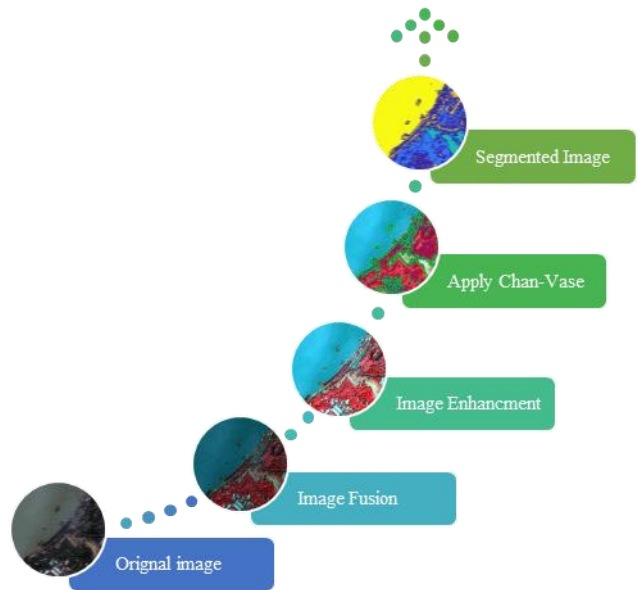 Segmented Image
Apply Chan-Vase
Image Enhancment
Image Fusion
Orignal image